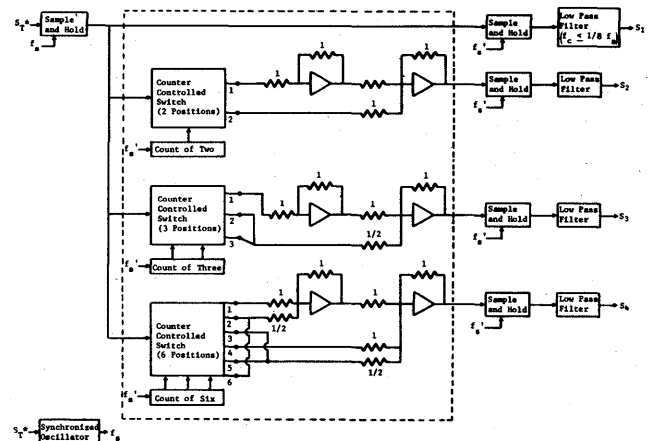 S_T* Sample and Hold
f_s
Sample and Hold
f_s'
Low Pass Filter (f_c ≤ 1/8 f_s)
S_1
Counter Controlled Switch (2 Positions)
1
2
1
1
1
1
1
f_s' Count of Two
Sample and Hold
f_s'
Low Pass Filter
S_2
Counter Controlled Switch (3 Positions)
1
2
3
1
1
1
1
1/2
f_s' Count of Three
Sample and Hold
f_s'
Low Pass Filter
S_3
Counter Controlled Switch (6 Positions)
1
2
3
4
5
6
1
1/2
1
1
1
1
1/2
f_s' Count of Six
Sample and Hold
f_s'
Low Pass Filter
S_4
S_T* Synchronized Oscillator f_s